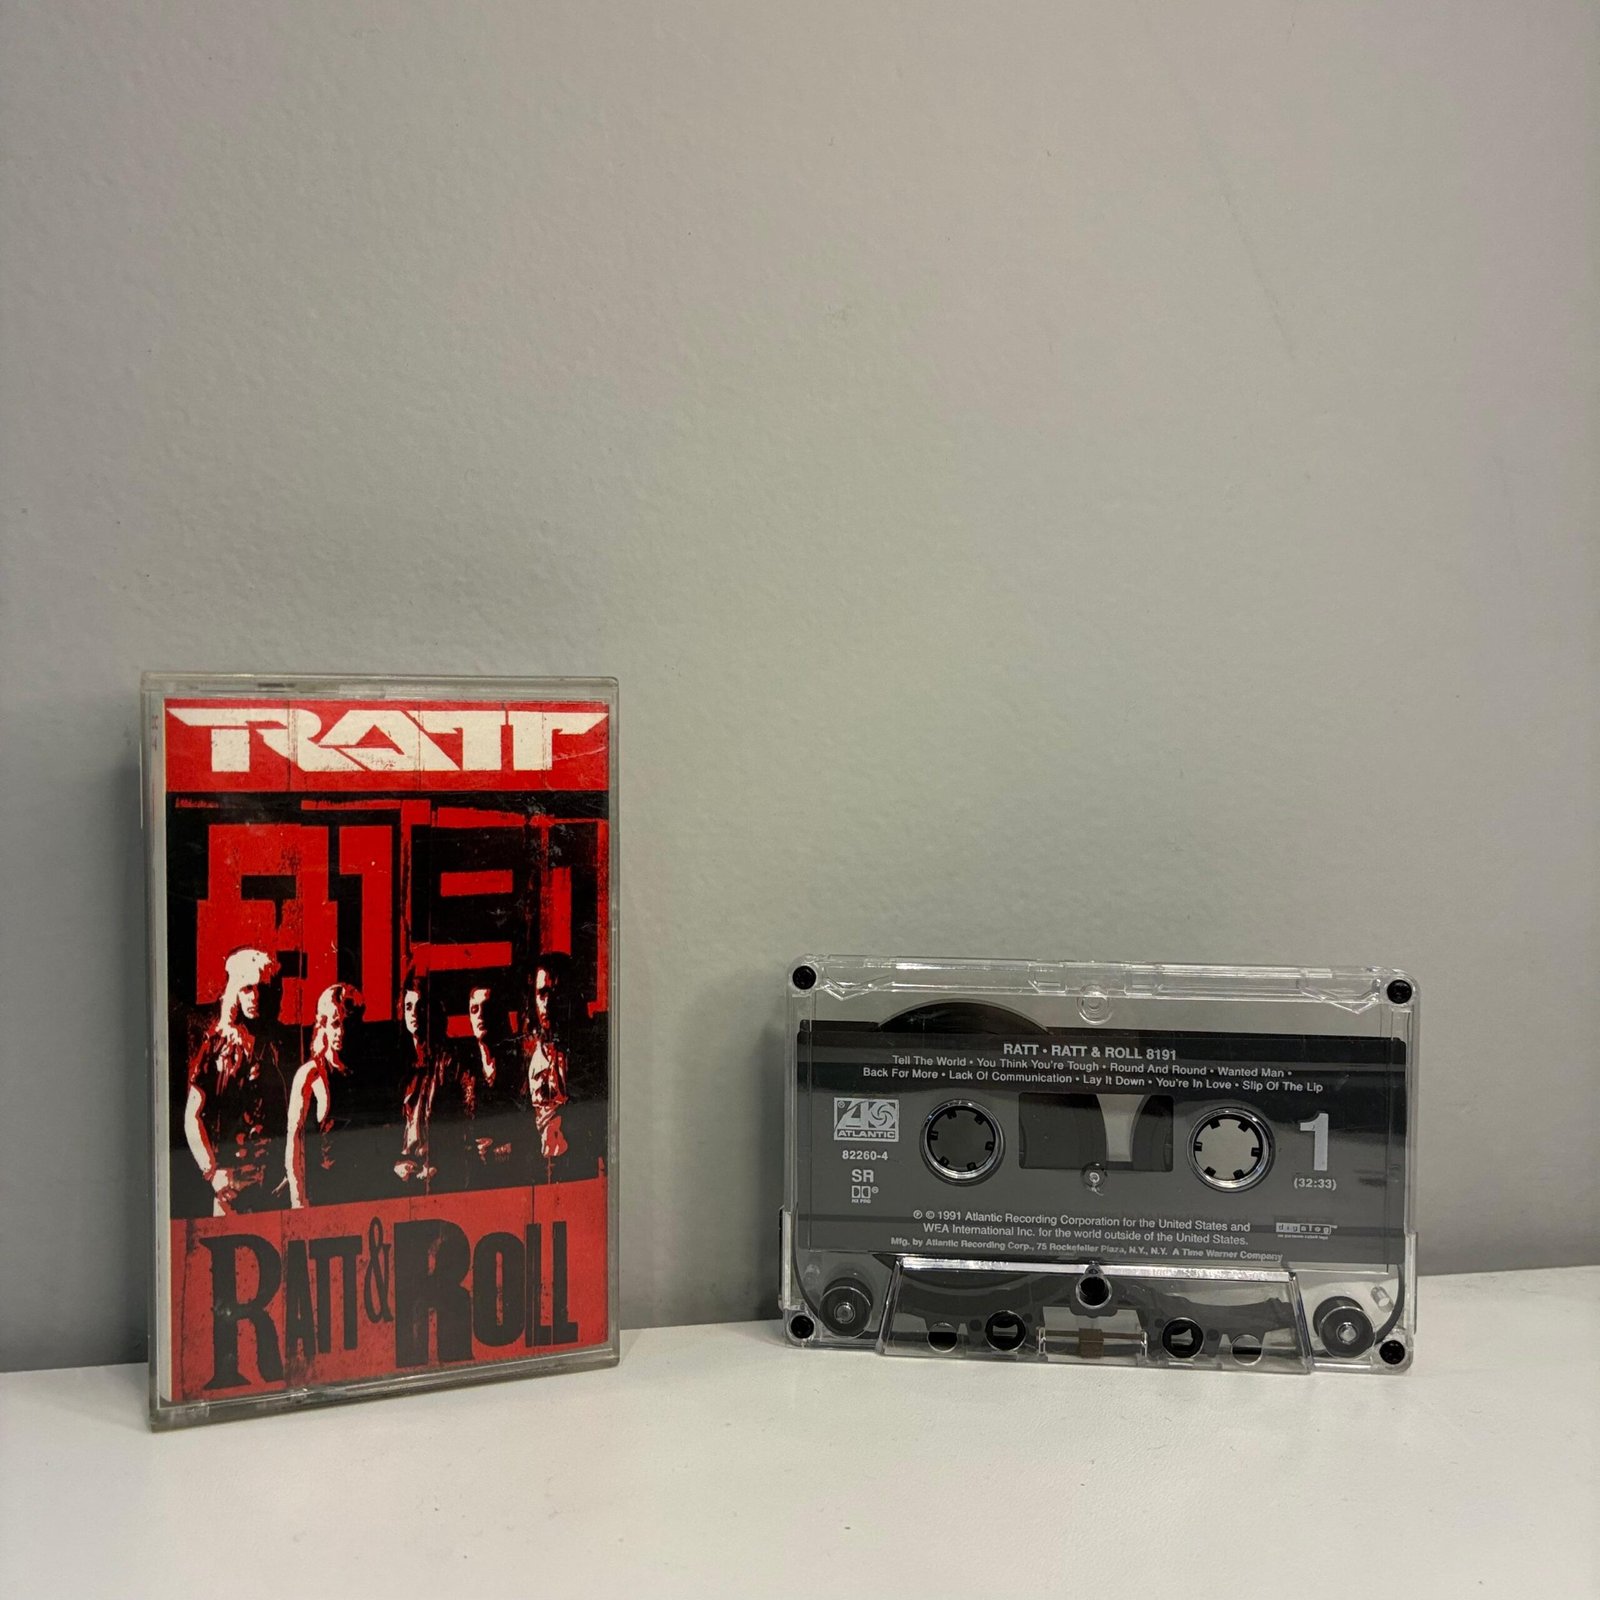 RATT
8191
RATT & ROLL
RATT • RATT & ROLL 8191
Tell The World • You Think You're Tough • Round And Round • Wanted Man •
Back For More • Lack Of Communication • Lay It Down • You're In Love • Slip Of The Lip
ATLANTIC
82260-4
SR
HX PRO
1
(32:33)
℗ © 1991 Atlantic Recording Corporation for the United States and
WEA International Inc. for the world outside of the United States.
Mfg. by Atlantic Recording Corp., 75 Rockefeller Plaza, N.Y., N.Y. A Time Warner Company
digalog